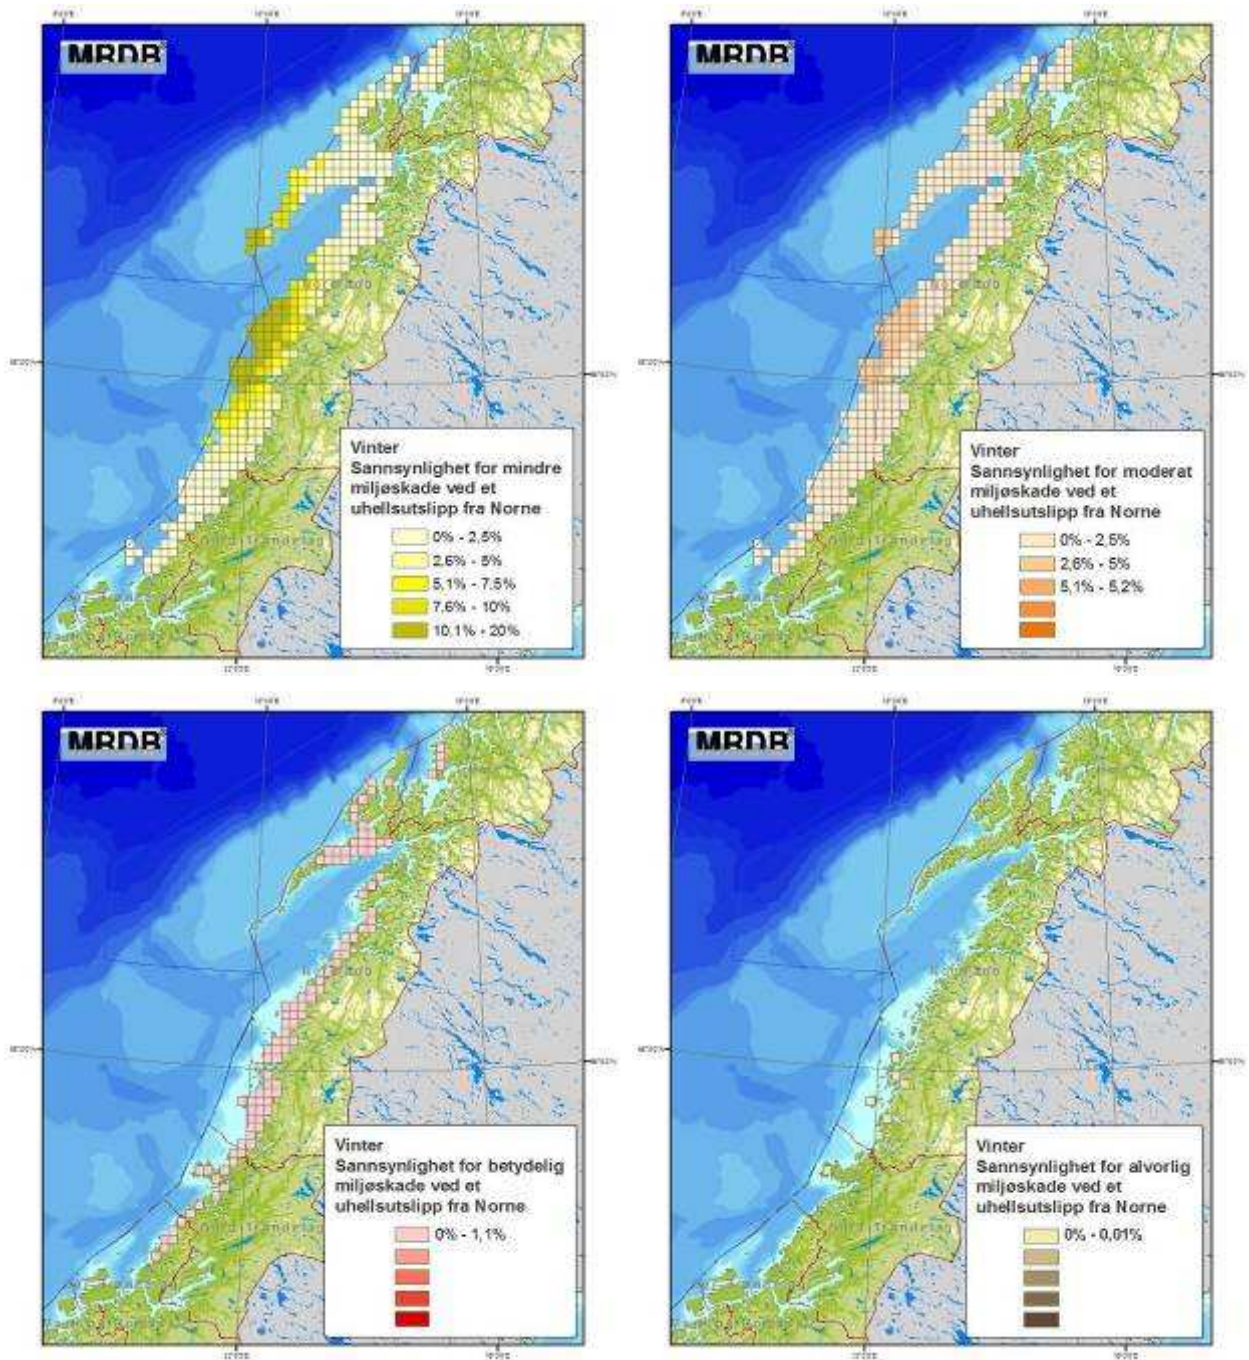 MRDB
Vinter
Sannsynlighet for mindre
miljøskade ved et
uhellsutslipp fra Norne
0% - 2,5%
2,6% - 5%
5,1% - 7,5%
7,6% - 10%
10,1% - 20%
MRDB
Vinter
Sannsynlighet for moderat
miljøskade ved et
uhellsutslipp fra Norne
0% - 2,5%
2,6% - 5%
5,1% - 5,2%
MRDB
Nord-Trøndelag
Vinter
Sannsynlighet for betydelig
miljøskade ved et
uhellsutslipp fra Norne
0% - 1,1%
MRDB
Nord-Trøndelag
Vinter
Sannsynlighet for alvorlig
miljøskade ved et
uhellsutslipp fra Norne
0% - 0,01%